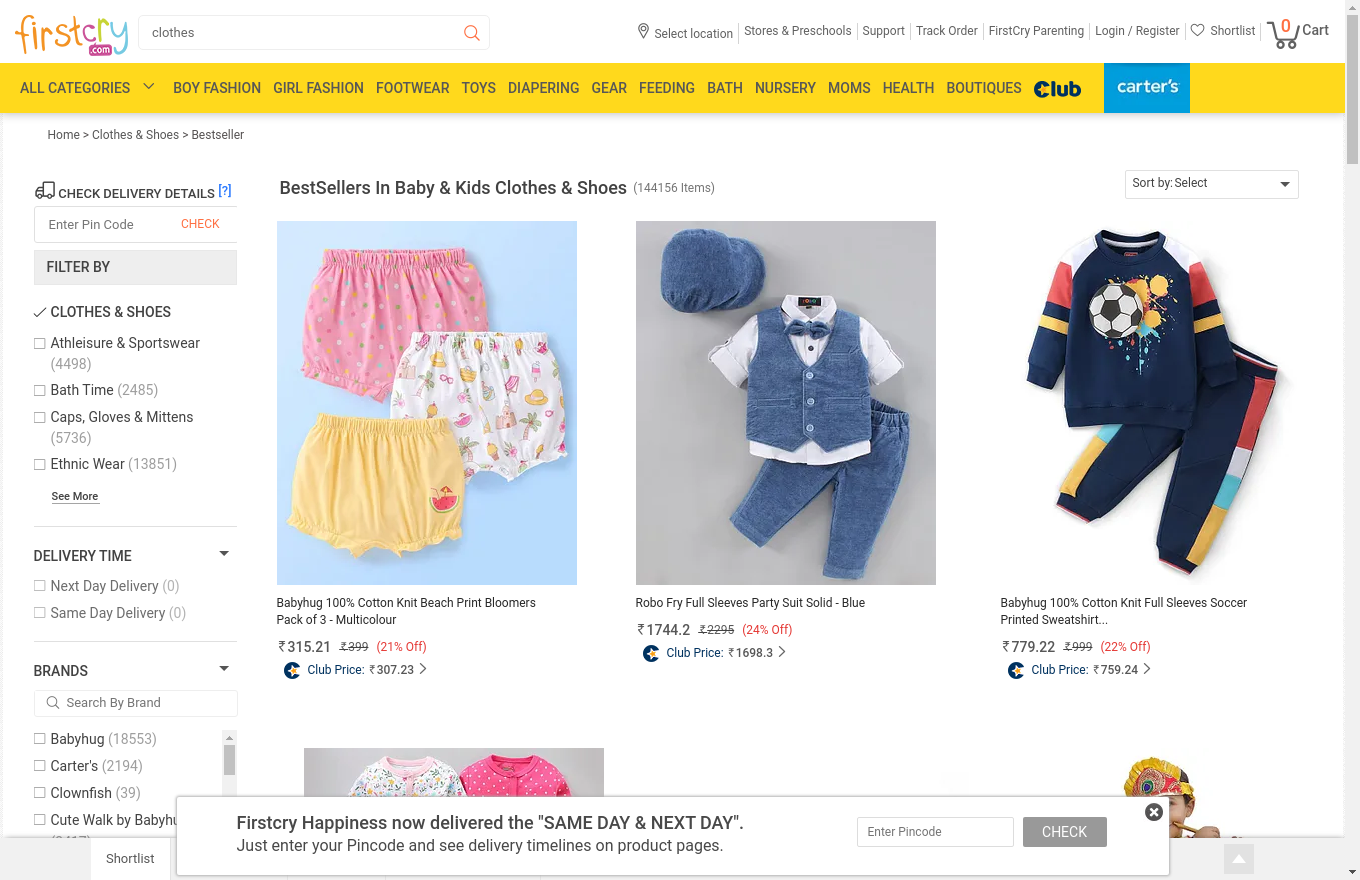 firstcry
.com
clothes
Select location
Stores & Preschools
Support
Track Order
FirstCry Parenting
Login / Register
Shortlist
0
Cart
ALL CATEGORIES
BOY FASHION
GIRL FASHION
FOOTWEAR
TOYS
DIAPERING
GEAR
FEEDING
BATH
NURSERY
MOMS
HEALTH
BOUTIQUES
Club
carter's
Home > Clothes & Shoes > Bestseller
CHECK DELIVERY DETAILS [?]
Enter Pin Code
CHECK
FILTER BY
CLOTHES & SHOES
Athleisure & Sportswear
(4498)
Bath Time (2485)
Caps, Gloves & Mittens
(5736)
Ethnic Wear (13851)
See More
DELIVERY TIME
Next Day Delivery (0)
Same Day Delivery (0)
BRANDS
Search By Brand
Babyhug (18553)
Carter's (2194)
Clownfish (39)
Cute Walk by Babyhu
BestSellers In Baby & Kids Clothes & Shoes (144156 Items)
Sort by: Select
Babyhug 100% Cotton Knit Beach Print Bloomers
Pack of 3 - Multicolour
₹315.21 ₹399 (21% Off)
Club Price: ₹307.23
Robo Fry Full Sleeves Party Suit Solid - Blue
₹1744.2 ₹2295 (24% Off)
Club Price: ₹1698.3
Babyhug 100% Cotton Knit Full Sleeves Soccer
Printed Sweatshirt...
₹779.22 ₹999 (22% Off)
Club Price: ₹759.24
Firstcry Happiness now delivered the "SAME DAY & NEXT DAY".
Just enter your Pincode and see delivery timelines on product pages.
Enter Pincode
CHECK
Shortlist